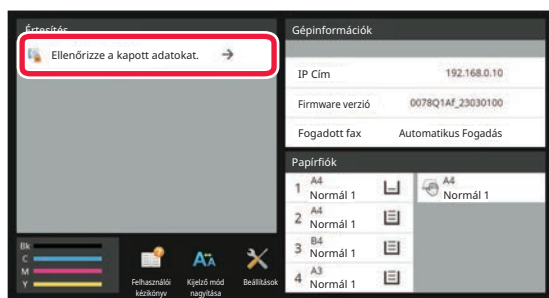 Értesítés
Ellenőrizze a kapott adatokat.
Gépinformációk
IP Cím 192.168.0.10
Firmware verzió 0078Q1Af_23030100
Fogadott fax Automatikus Fogadás
Papírfiók
1 A4
Normál 1
A4
Normál 1
2 A4
Normál 1
3 B4
Normál 1
4 A3
Normál 1
Bk
C
M
Y
Felhasználói
kézikönyv
Kijelző mód
nagyítása
Beállítások